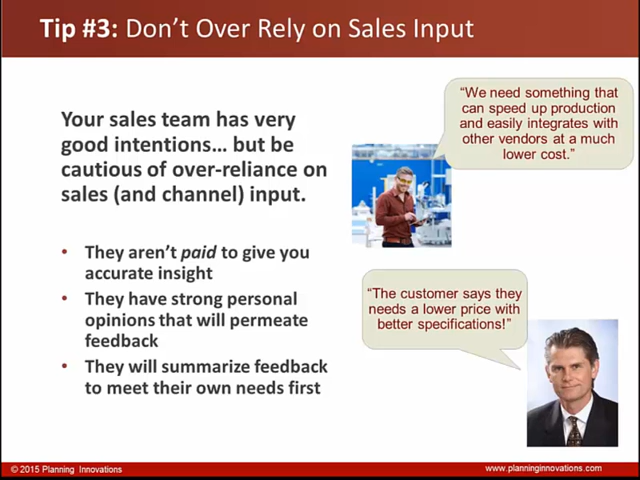 Tip #3: Don't Over Rely on Sales Input
Your sales team has very
good intentions… but be
cautious of over-reliance on
sales (and channel) input.
• They aren't paid to give you
accurate insight
• They have strong personal
opinions that will permeate
feedback
• They will summarize feedback
to meet their own needs first
“We need something that
can speed up production
and easily integrates with
other vendors at a much
lower cost.”
“The customer says they
needs a lower price with
better specifications!”
© 2015 Planning Innovations
www.planninginnovations.com